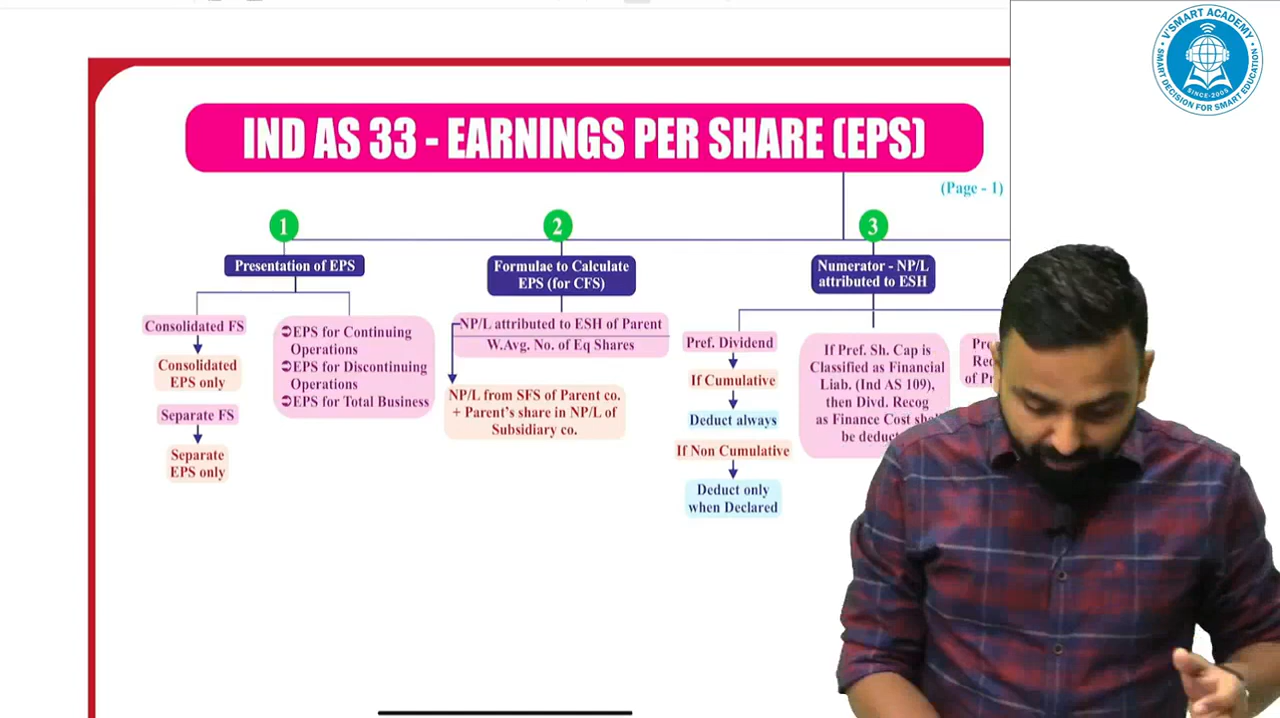 V'SMART ACADEMY
SMART DECISION FOR SMART EDUCATION
SINCE-2005
IND AS 33 - EARNINGS PER SHARE (EPS)
(Page - 1)
1
Presentation of EPS
Consolidated FS
Consolidated
EPS only
Separate FS
Separate
EPS only
➲EPS for Continuing
Operations
➲EPS for Discontinuing
Operations
➲EPS for Total Business
2
Formulae to Calculate
EPS (for CFS)
NP/L attributed to ESH of Parent
W.Avg. No. of Eq Shares
NP/L from SFS of Parent co.
+ Parent's share in NP/L of
Subsidiary co.
3
Numerator - NP/L
attributed to ESH
Pref. Dividend
If Cumulative
Deduct always
If Non Cumulative
Deduct only
when Declared
If Pref. Sh. Cap is
Classified as Financial
Liab. (Ind AS 109),
then Divd. Recog
as Finance Cost
be
of